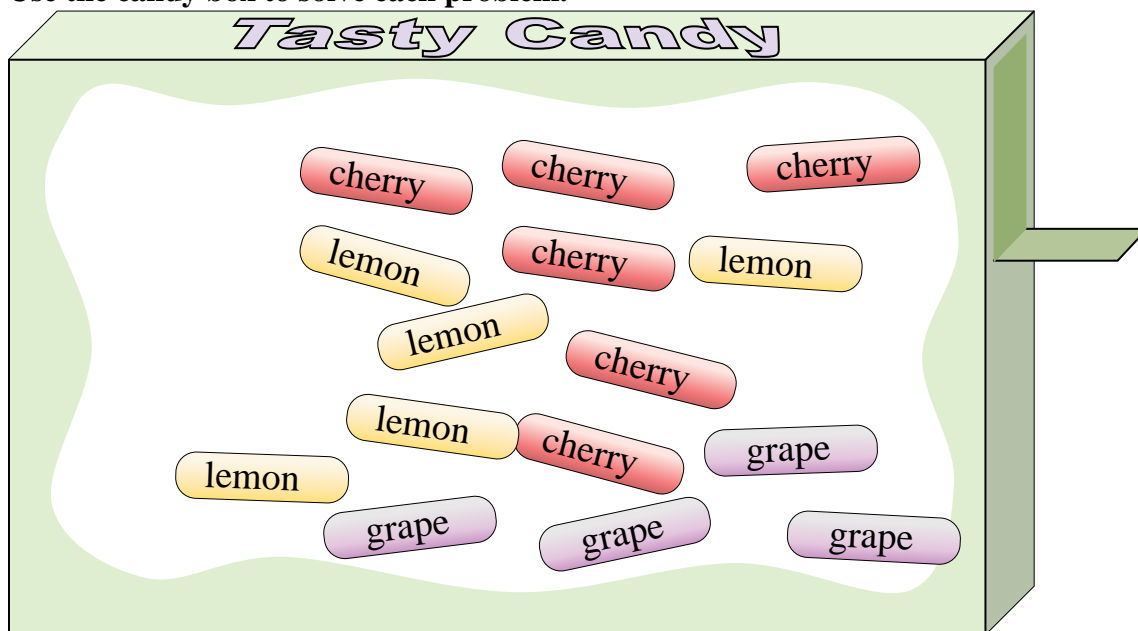 Use the candy box to solve each problem.
Tasty Candy
cherry
cherry
cherry
lemon
cherry
lemon
lemon
cherry
lemon
cherry
grape
lemon
grape
grape
grape